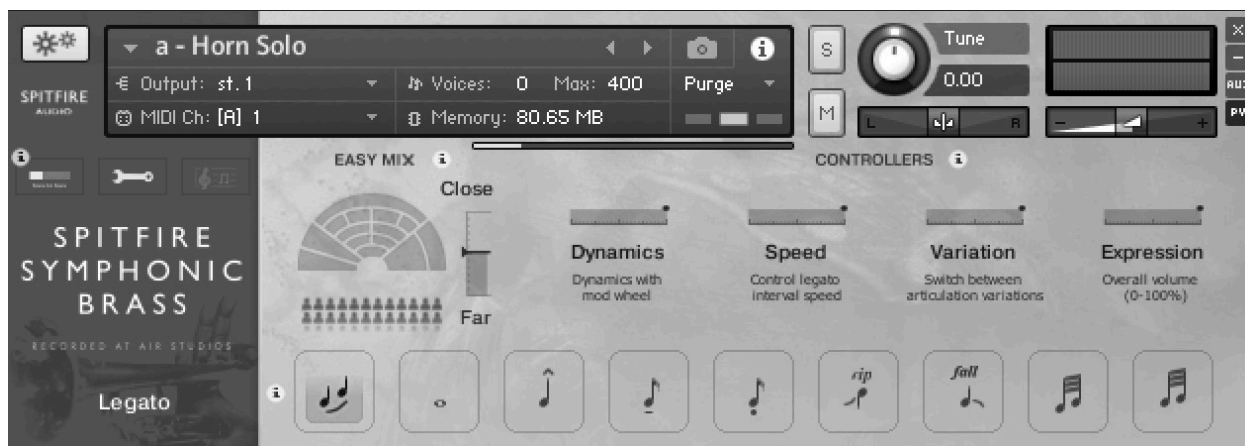 a - Horn Solo
S
Tune
Output: st. 1
Voices: 0 Max: 400
Purge
0.00
SPITFIRE
AUDIO
MIDI Ch: [A] 1
Memory: 80.65 MB
M
L
R
-
+
X
-
AUX
PV
EASY MIX
CONTROLLERS
Close
Far
SPITFIRE
SYMPHONIC
BRASS
RECORDED AT AIR STUDIOS
Legato
Dynamics
Dynamics with
mod wheel
Speed
Control legato
interval speed
Variation
Switch between
articulation variations
Expression
Overall volume
(0-100%)
rip
fall